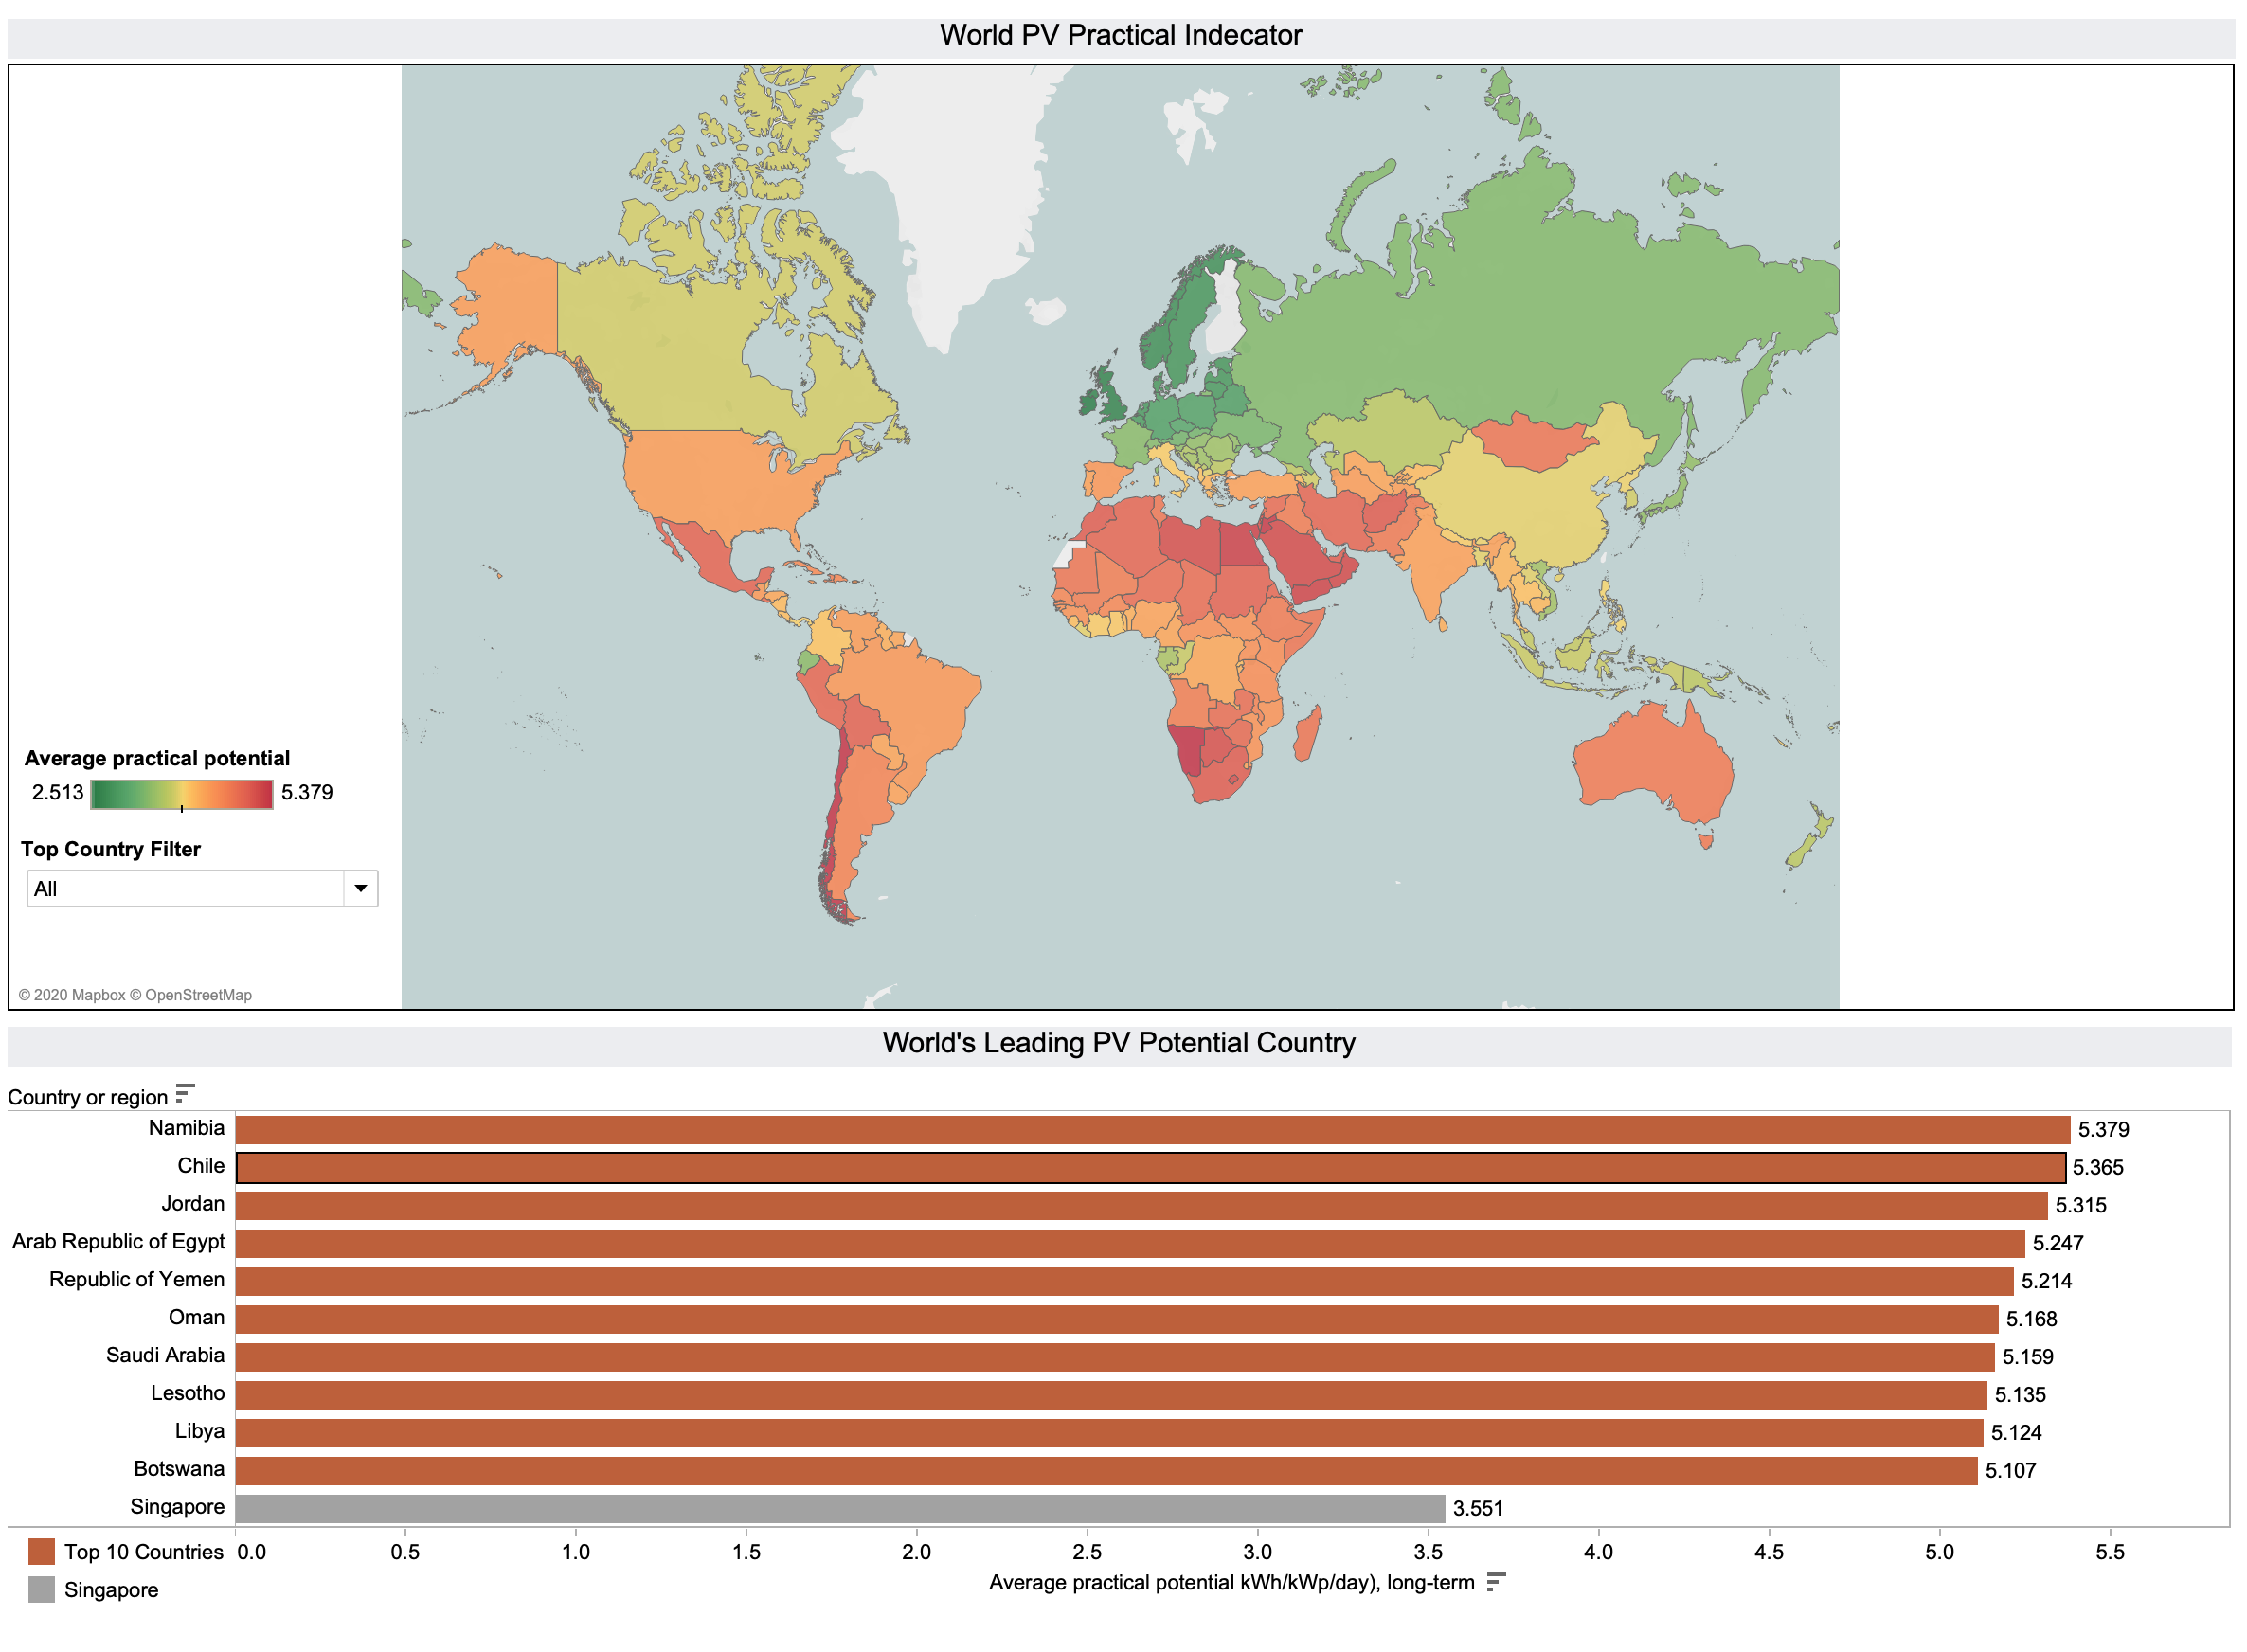 World PV Practical Indecator
Average practical potential
2.513 5.379
Top Country Filter
All
© 2020 Mapbox © OpenStreetMap
World's Leading PV Potential Country
Country or region
Namibia 5.379
Chile 5.365
Jordan 5.315
Arab Republic of Egypt 5.247
Republic of Yemen 5.214
Oman 5.168
Saudi Arabia 5.159
Lesotho 5.135
Libya 5.124
Botswana 5.107
Singapore 3.551
Top 10 Countries 0.0 0.5 1.0 1.5 2.0 2.5 3.0 3.5 4.0 4.5 5.0 5.5
Singapore Average practical potential kWh/kWp/day), long-term